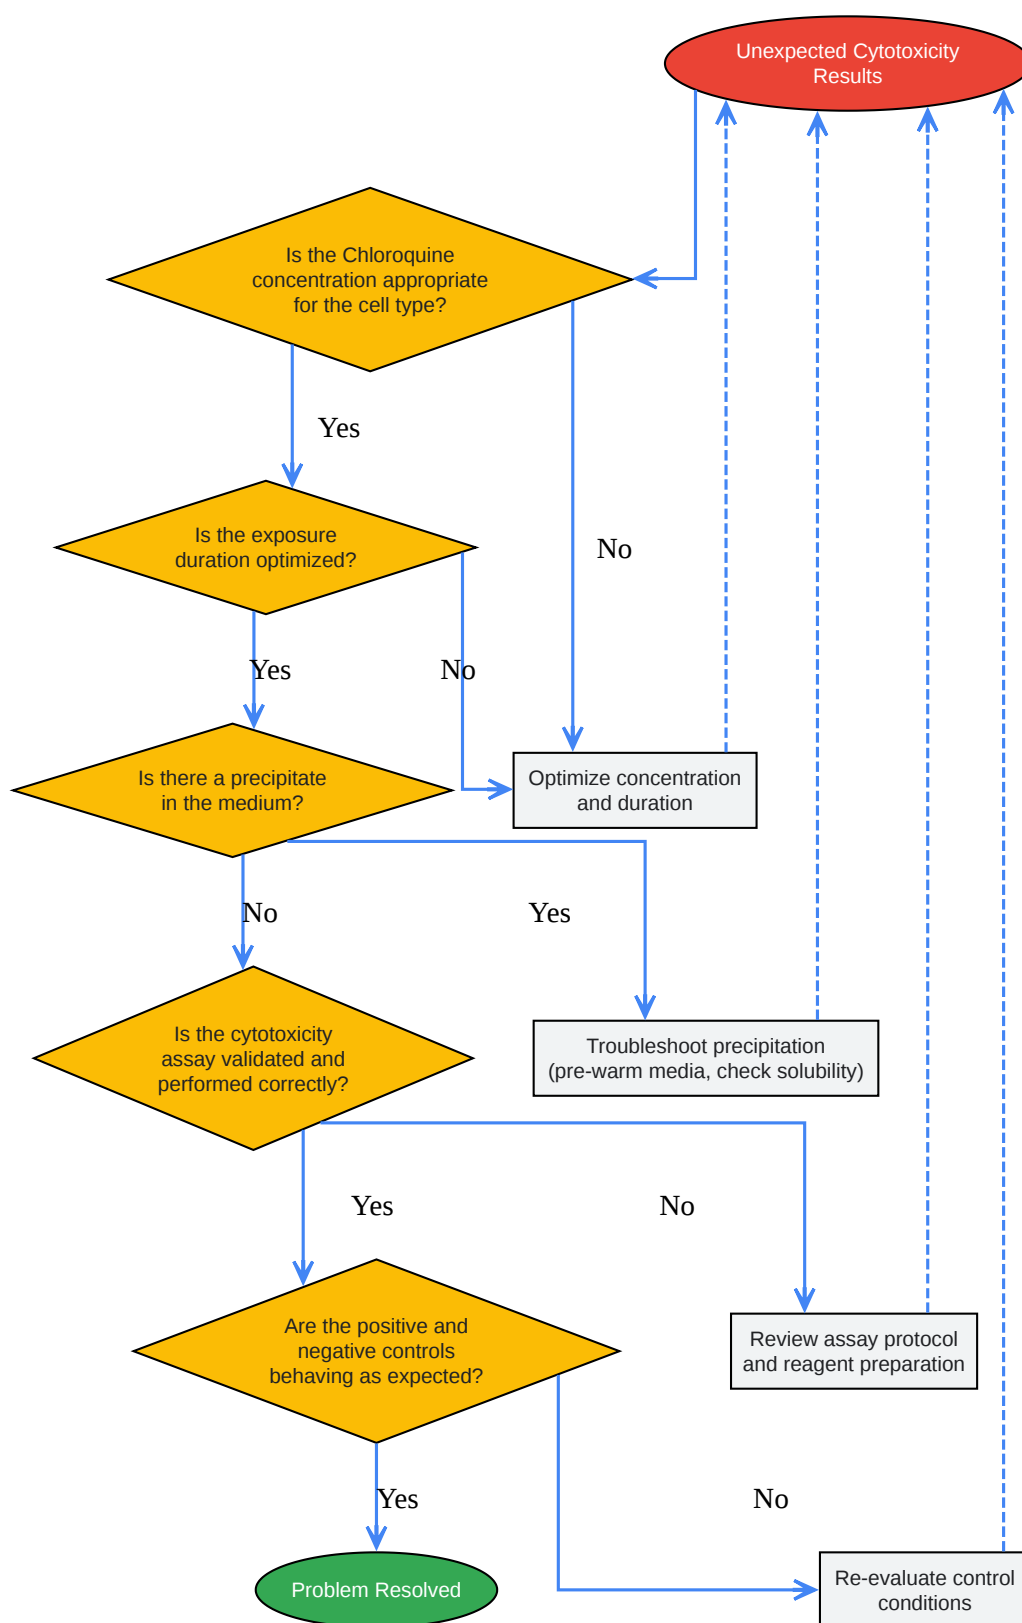 Unexpected Cytotoxicity
Results
Is the Chloroquine
concentration appropriate
for the cell type?
Yes
No
Is the exposure
duration optimized?
Yes
No
Is there a precipitate
in the medium?
Optimize concentration
and duration
No
Yes
Is the cytotoxicity
assay validated and
performed correctly?
Troubleshoot precipitation
(pre-warm media, check solubility)
Yes
No
Are the positive and
negative controls
behaving as expected?
Review assay protocol
and reagent preparation
Yes
No
Problem Resolved
Re-evaluate control
conditions